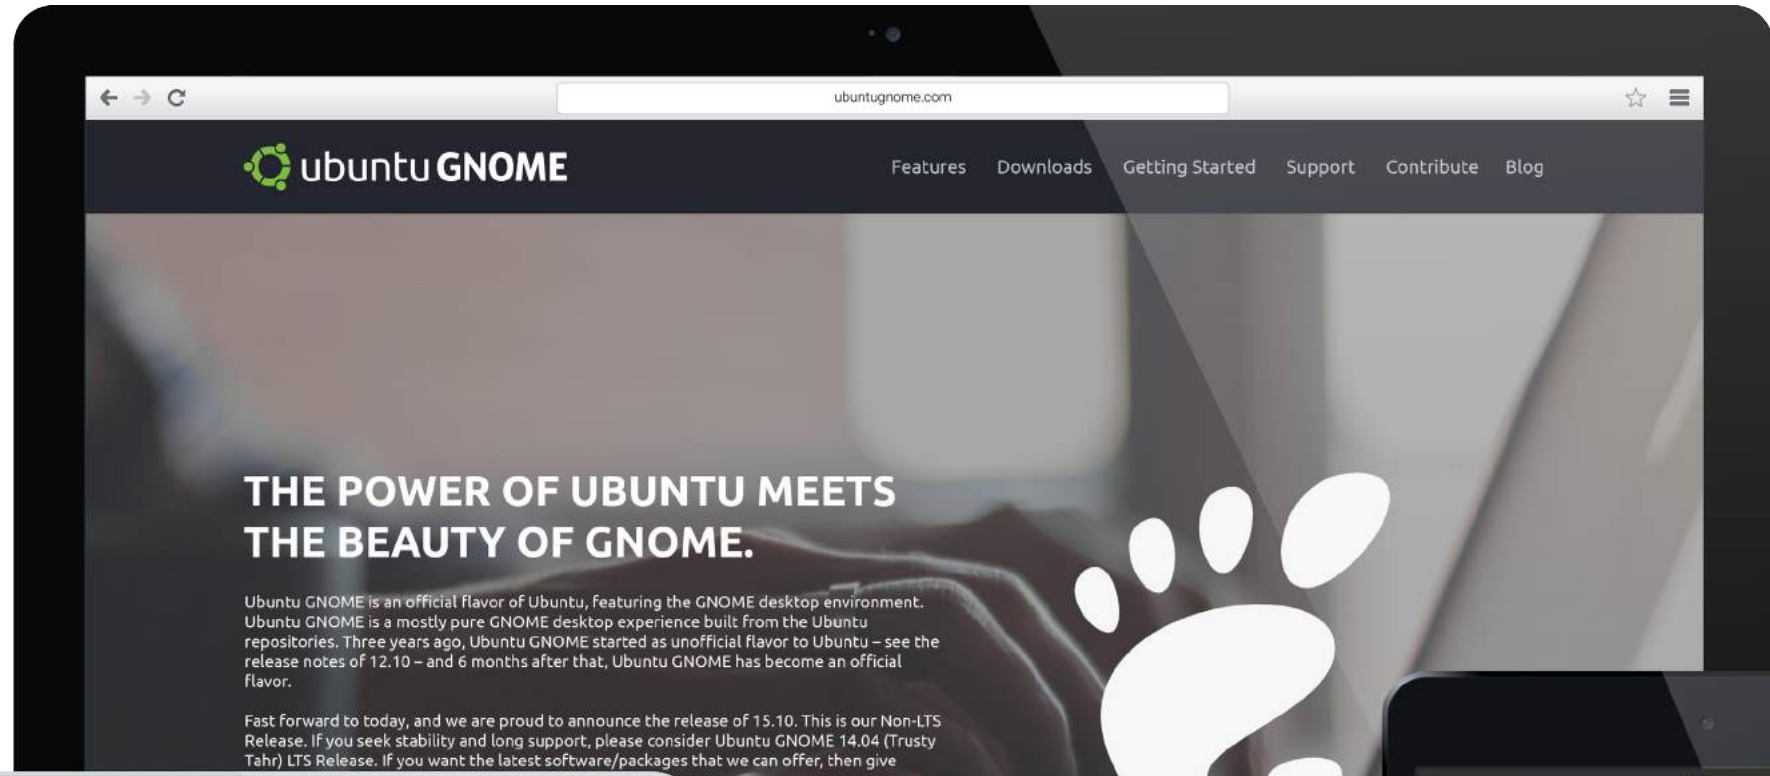 ubuntugnome.com
ubuntu GNOME
Features Downloads Getting Started Support Contribute Blog
THE POWER OF UBUNTU MEETS
THE BEAUTY OF GNOME.
Ubuntu GNOME is an official flavor of Ubuntu, featuring the GNOME desktop environment.
Ubuntu GNOME is a mostly pure GNOME desktop experience built from the Ubuntu
repositories. Three years ago, Ubuntu GNOME started as unofficial flavor to Ubuntu – see the
release notes of 12.10 – and 6 months after that, Ubuntu GNOME has become an official
flavor.
Fast forward to today, and we are proud to announce the release of 15.10. This is our Non-LTS
Release. If you seek stability and long support, please consider Ubuntu GNOME 14.04 (Trusty
Tahr) LTS Release. If you want the latest software/packages that we can offer, then give